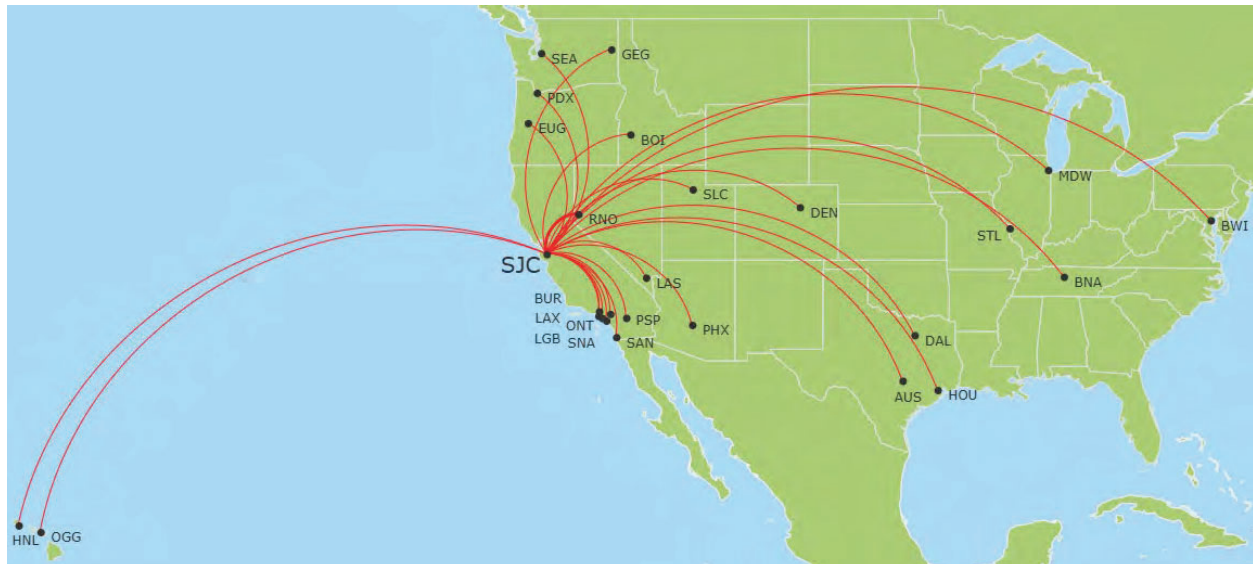 SEA
GEG
PDX
EUG
BOI
MDW
SLC
DEN
RNO
BWI
STL
SJC
LAS
BNA
BUR
LAX
ONT
PSP
PHX
LGB
SNA
SAN
DAL
AUS
HOU
HNL
OGG